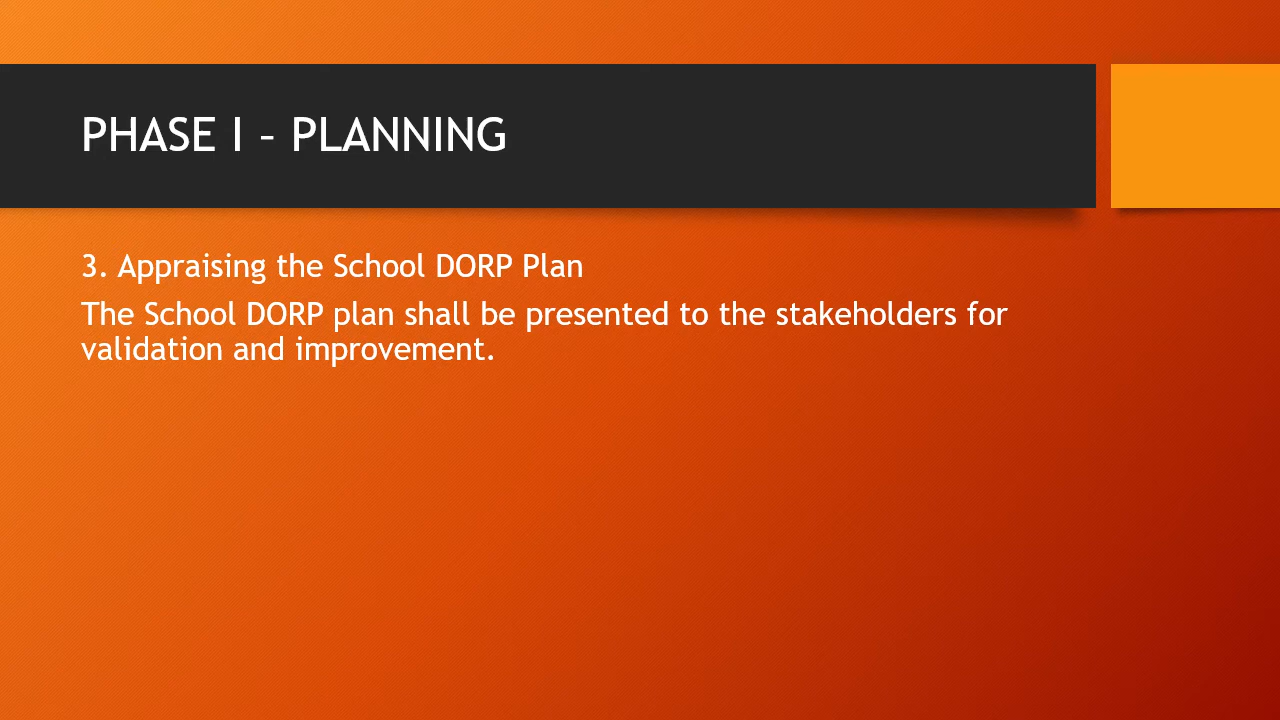 PHASE I – PLANNING
3. Appraising the School DORP Plan
The School DORP plan shall be presented to the stakeholders for
validation and improvement.